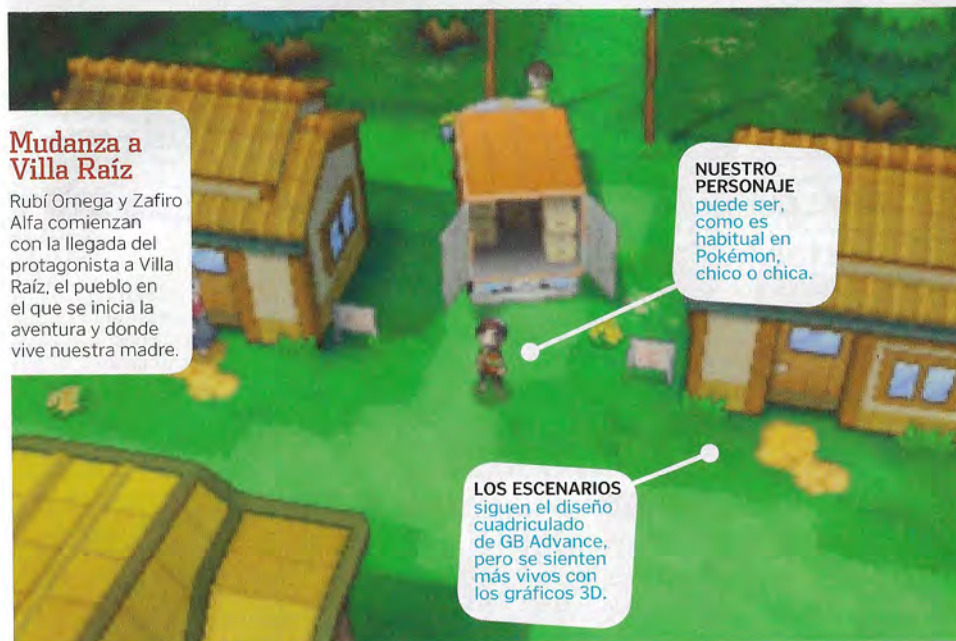 Mudanza a
Villa Raíz
Rubí Omega y Zafiro
Alfa comienzan
con la llegada del
protagonista a Villa
Raíz, el pueblo en
el que se inicia la
aventura y donde
vive nuestra madre.
NUESTRO
PERSONAJE
puede ser,
como es
habitual en
Pokémon,
chico o chica.
LOS ESCENARIOS
siguen el diseño
cuadriculado
de GB Advance,
pero se sienten
más vivos con
los gráficos 3D.